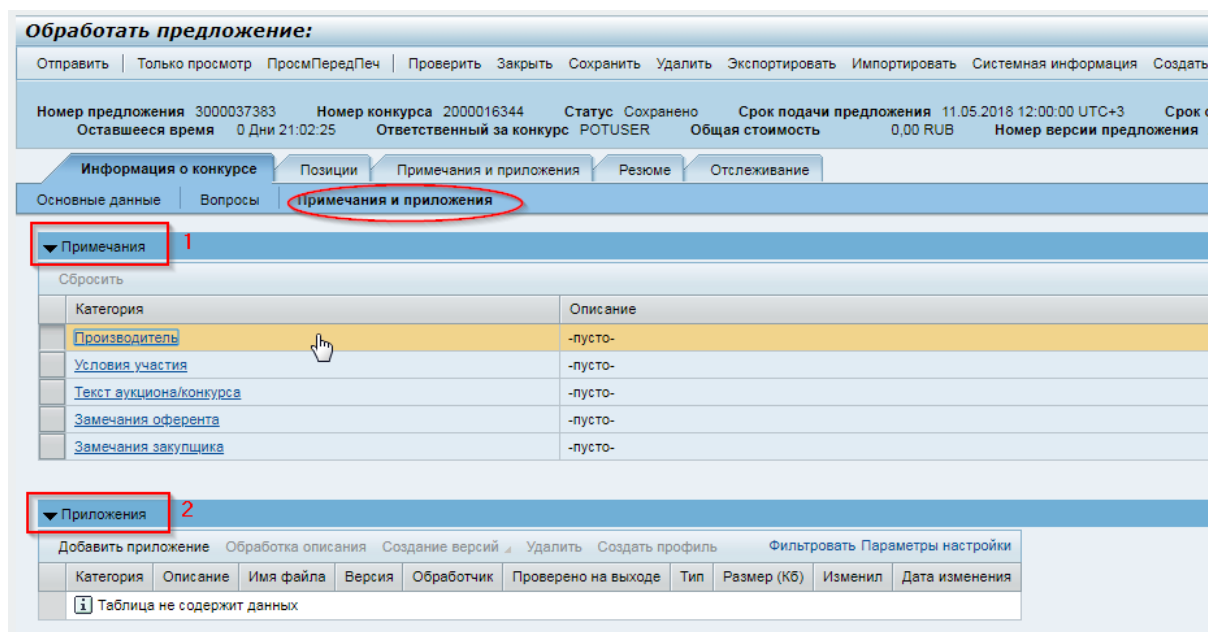 Обработать предложение:
Отправить Только просмотр ПросмПередПеч Проверить Закрыть Сохранить Удалить Экспортировать Импортировать Системная информация Создать
Номер предложения 3000037383 Номер конкурса 2000016344 Статус Сохранено Срок подачи предложения 11.05.2018 12:00:00 UTC+3 Срок
Оставшееся время 0 Дни 21:02:25 Ответственный за конкурс POTUSER Общая стоимость 0,00 RUB Номер версии предложения
Информация о конкурсе Позиции Примечания и приложения Резюме Отслеживание
Основные данные Вопросы Примечания и приложения
Примечания 1
Сбросить
Категория Описание
Производитель -пусто-
Условия участия -пусто-
Текст аукциона/конкурса -пусто-
Замечания оферента -пусто-
Замечания закупщика -пусто-
Приложения 2
Добавить приложение Обработка описания Создание версий Удалить Создать профиль Фильтровать Параметры настройки
Категория Описание Имя файла Версия Обработчик Проверено на выходе Тип Размер (Кб) Изменил Дата изменения
Таблица не содержит данных